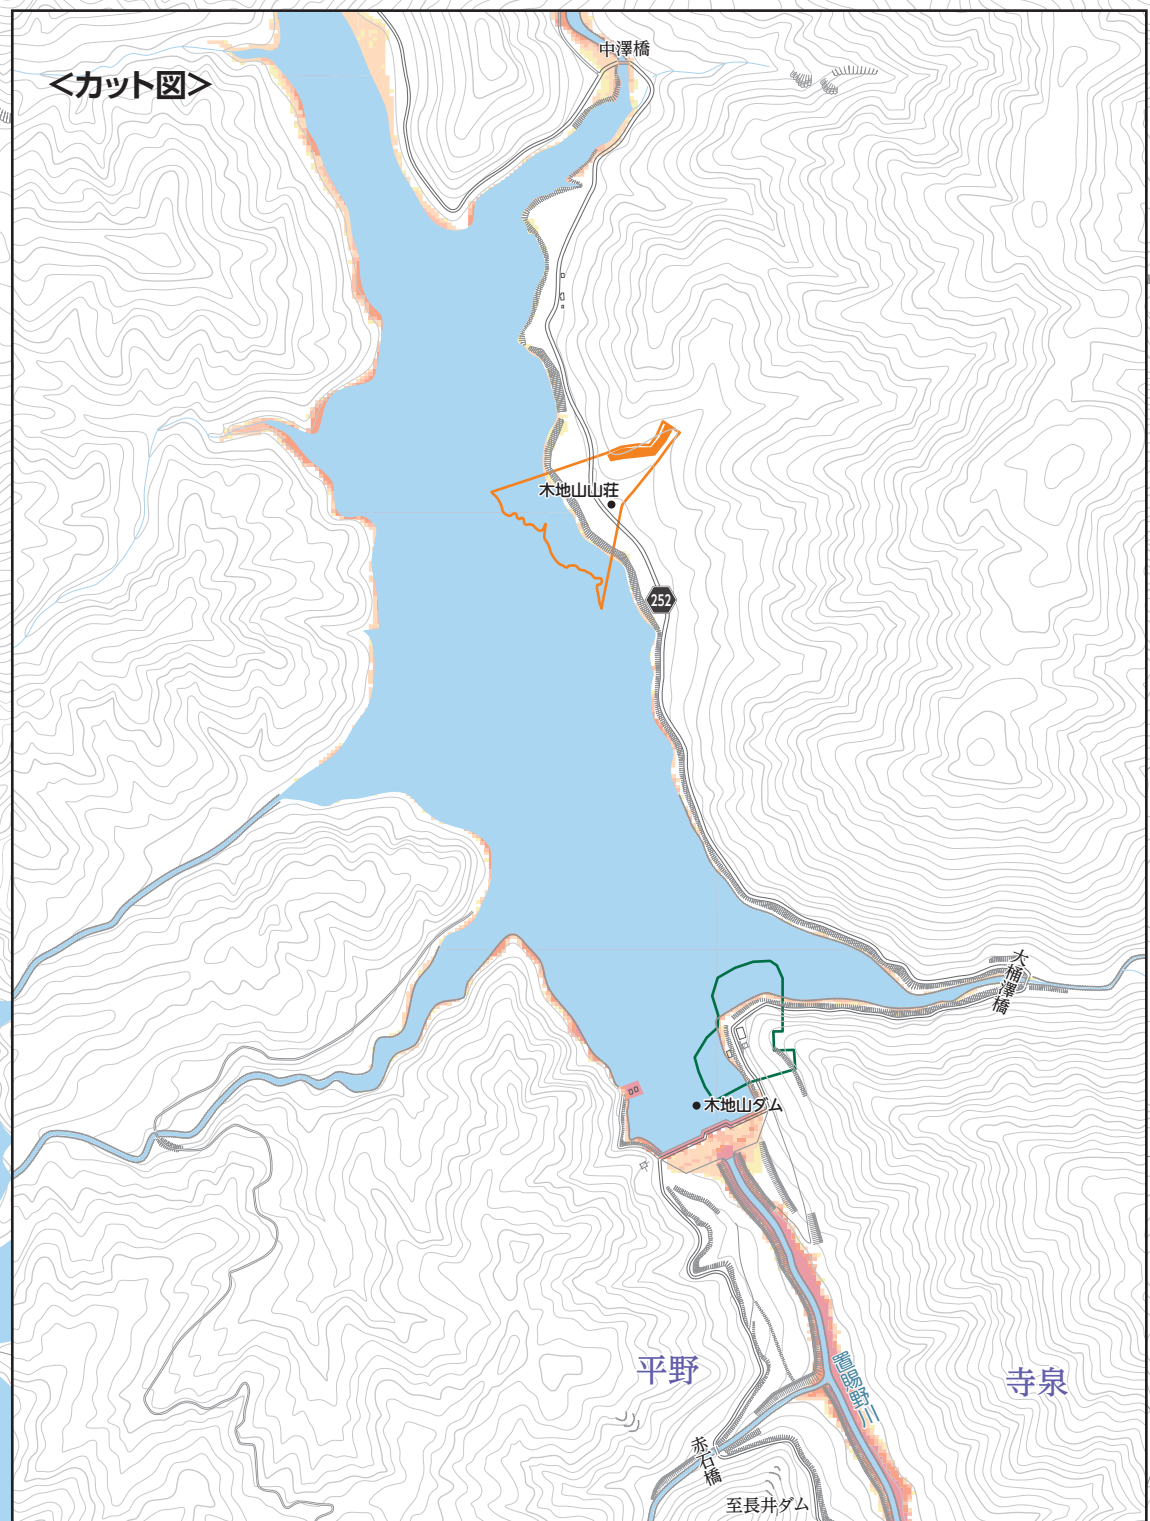 中澤橋
<カット図>
木地山山荘
252
大桶澤橋
木地山ダム
平野
置賜野川
寺泉
赤石橋
至長井ダム